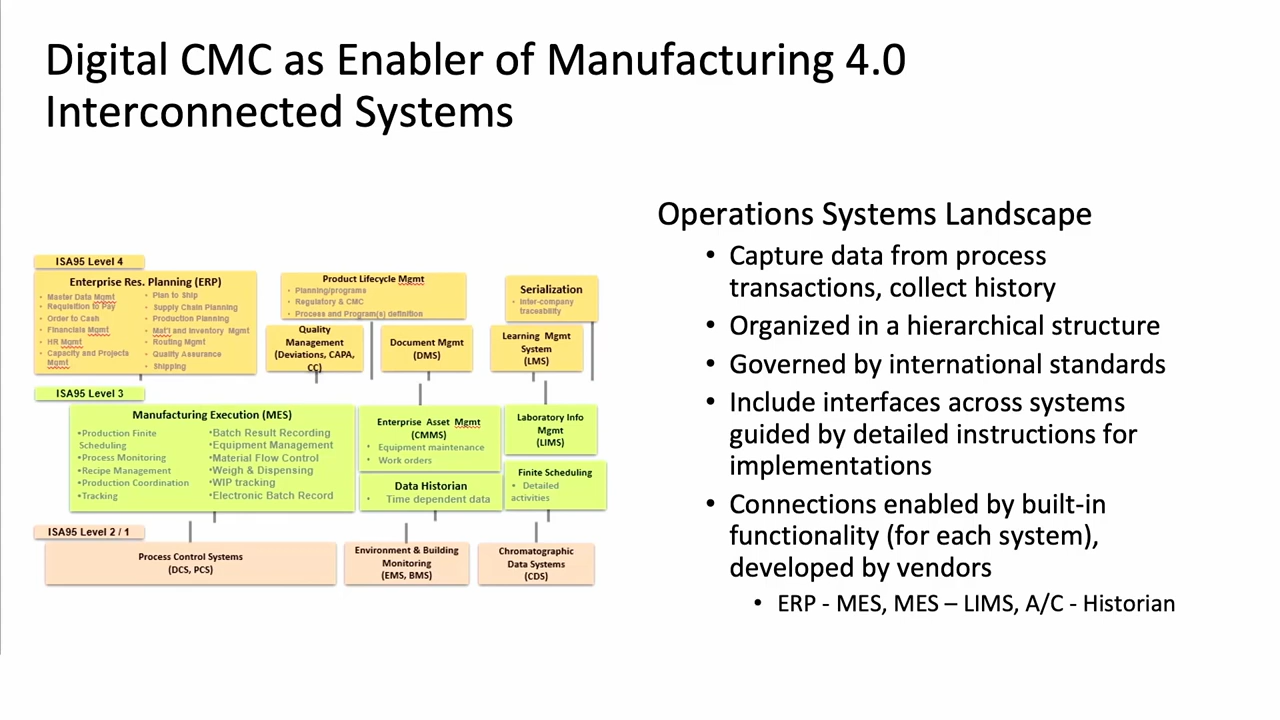 Digital CMC as Enabler of Manufacturing 4.0
Interconnected Systems
ISA95 Level 4
Enterprise Res. Planning (ERP)
• Master Data Mgmt
• Requisition to Pay
• Order to Cash
• Financials Mgmt
• HR Mgmt
• Capacity and Projects
Mgmt
• Plan to Ship
• Supply Chain Planning
• Production Planning
• Mat'l and Inventory Mgmt
• Routing Mgmt
• Quality Assurance
• Shipping
Product Lifecycle Mgmt
• Planning/programs
• Regulatory & CMC
• Process and Program(s) definition
Serialization
• Inter-company
traceability
Quality
Management
(Deviations, CAPA,
CC)
Document Mgmt
(DMS)
Learning Mgmt
System
(LMS)
ISA95 Level 3
Manufacturing Execution (MES)
•Production Finite
Scheduling
•Process Monitoring
•Recipe Management
•Production Coordination
•Tracking
•Batch Result Recording
•Equipment Management
•Material Flow Control
•Weigh & Dispensing
•WIP tracking
•Electronic Batch Record
Enterprise Asset Mgmt
(CMMS)
• Equipment maintenance
• Work orders
Data Historian
• Time dependent data
Laboratory Info
Mgmt
(LIMS)
Finite Scheduling
• Detailed
activities
ISA95 Level 2 / 1
Process Control Systems
(DCS, PCS)
Environment & Building
Monitoring
(EMS, BMS)
Chromatographic
Data Systems
(CDS)
Operations Systems Landscape
• Capture data from process
transactions, collect history
• Organized in a hierarchical structure
• Governed by international standards
• Include interfaces across systems
guided by detailed instructions for
implementations
• Connections enabled by built-in
functionality (for each system),
developed by vendors
• ERP - MES, MES – LIMS, A/C - Historian